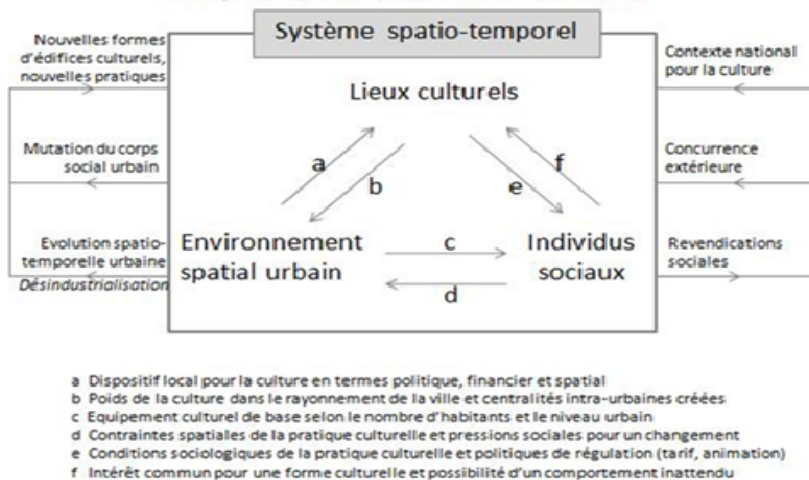 Système spatio-temporel
Nouvelles formes
d'édifices culturels,
nouvelles pratiques
Mutation du corps
social urbain
Evolution spatio-
temporelle urbaine
Désindustrialisation
Lieux culturels
a
b
e
f
Environnement
spatial urbain
c
d
Individus
sociaux
Contexte national
pour la culture
Concurrence
extérieure
Revendications
sociales
a Dispositif local pour la culture en termes politique, financier et spatial
b Poids de la culture dans le rayonnement de la ville et centralités intra-urbaines créées
c Equipement culturel de base selon le nombre d'habitants et le niveau urbain
d Contraintes spatiales de la pratique culturelle et pressions sociales pour un changement
e Conditions sociologiques de la pratique culturelle et politiques de régulation (tarif, animation)
f Intérêt commun pour une forme culturelle et possibilité d'un comportement inattendu